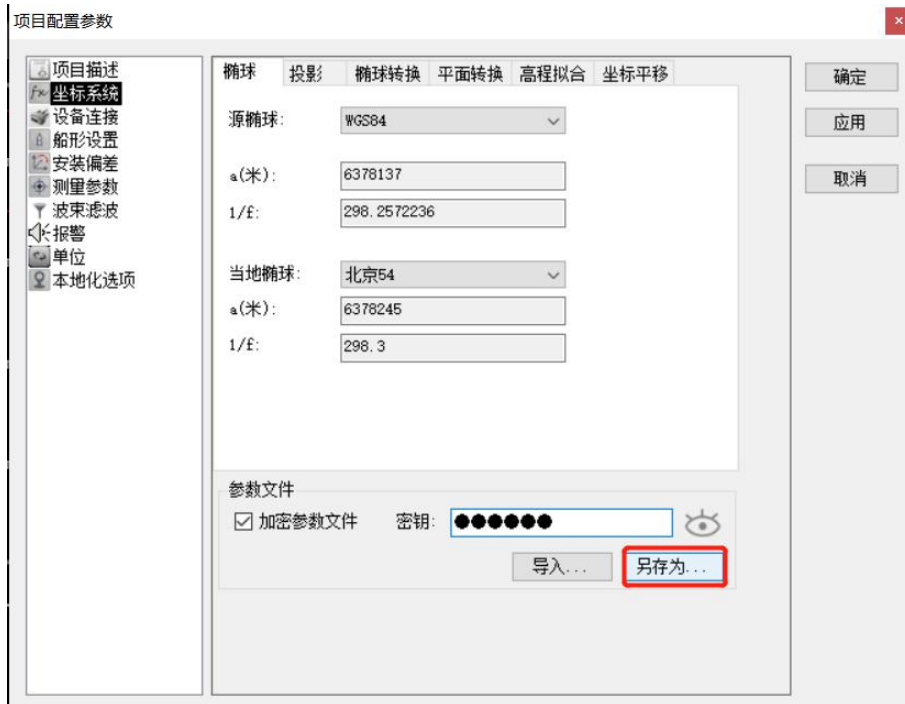 项目配置参数
项目描述
坐标系统
设备连接
船形设置
安装偏差
测量参数
波束滤波
报警
单位
本地化选项
椭球 投影 椭球转换 平面转换 高程拟合 坐标平移
源椭球: WGS84
a(米): 6378137
1/f: 298.2572236
当地椭球: 北京54
a(米): 6378245
1/f: 298.3
参数文件
加密参数文件 密钥: ●●●●●●
导入... 另存为...
确定
应用
取消